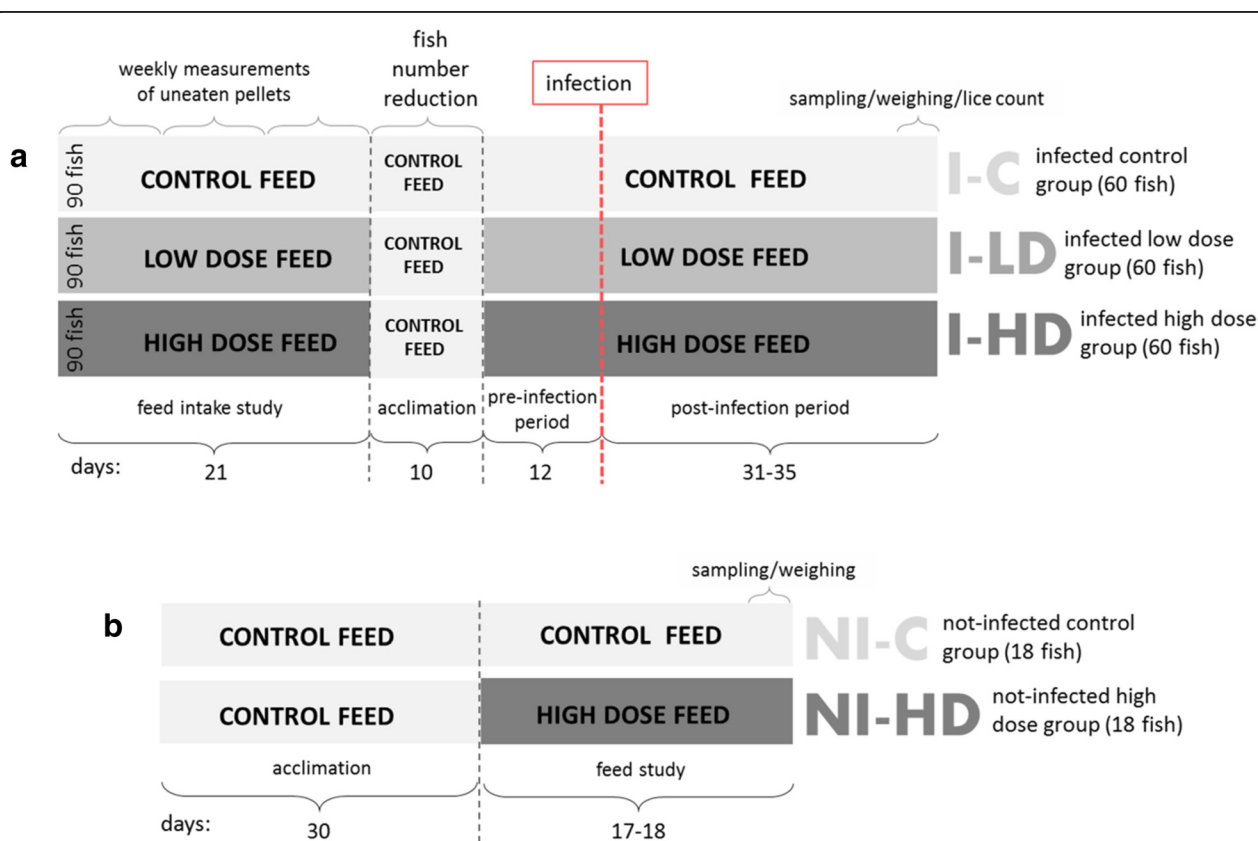 weekly measurements
of uneaten pellets
fish
number
reduction
infection
sampling/weighing/lice count
a
90 fish
CONTROL FEED
CONTROL
FEED
CONTROL FEED
I-C
infected control
group (60 fish)
90 fish
LOW DOSE FEED
CONTROL
FEED
LOW DOSE FEED
I-LD
infected low dose
group (60 fish)
90 fish
HIGH DOSE FEED
CONTROL
FEED
HIGH DOSE FEED
I-HD
infected high dose
group (60 fish)
feed intake study
acclimation
pre-infection
period
post-infection period
days:
21
10
12
31-35
b
sampling/weighing
CONTROL FEED
CONTROL FEED
NI-C
not-infected control
group (18 fish)
CONTROL FEED
HIGH DOSE FEED
NI-HD
not-infected high
dose group (18 fish)
acclimation
feed study
days:
30
17-18